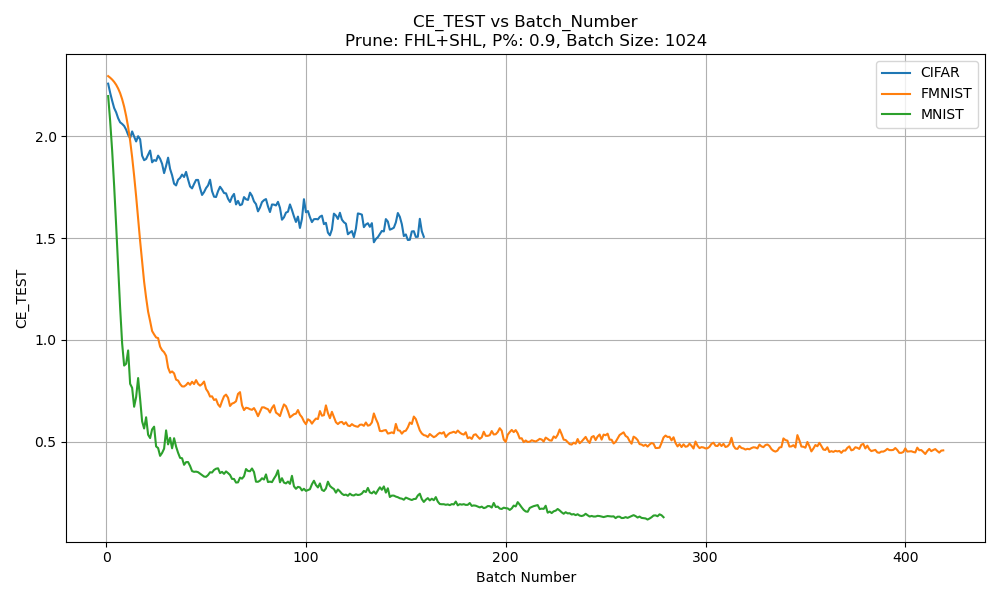 CE_TEST vs Batch_Number
Prune: FHL+SHL, P%: 0.9, Batch Size: 1024
CIFAR
FMNIST
MNIST
CE_TEST
2.0
1.5
1.0
0.5
0
100
200
300
400
Batch Number